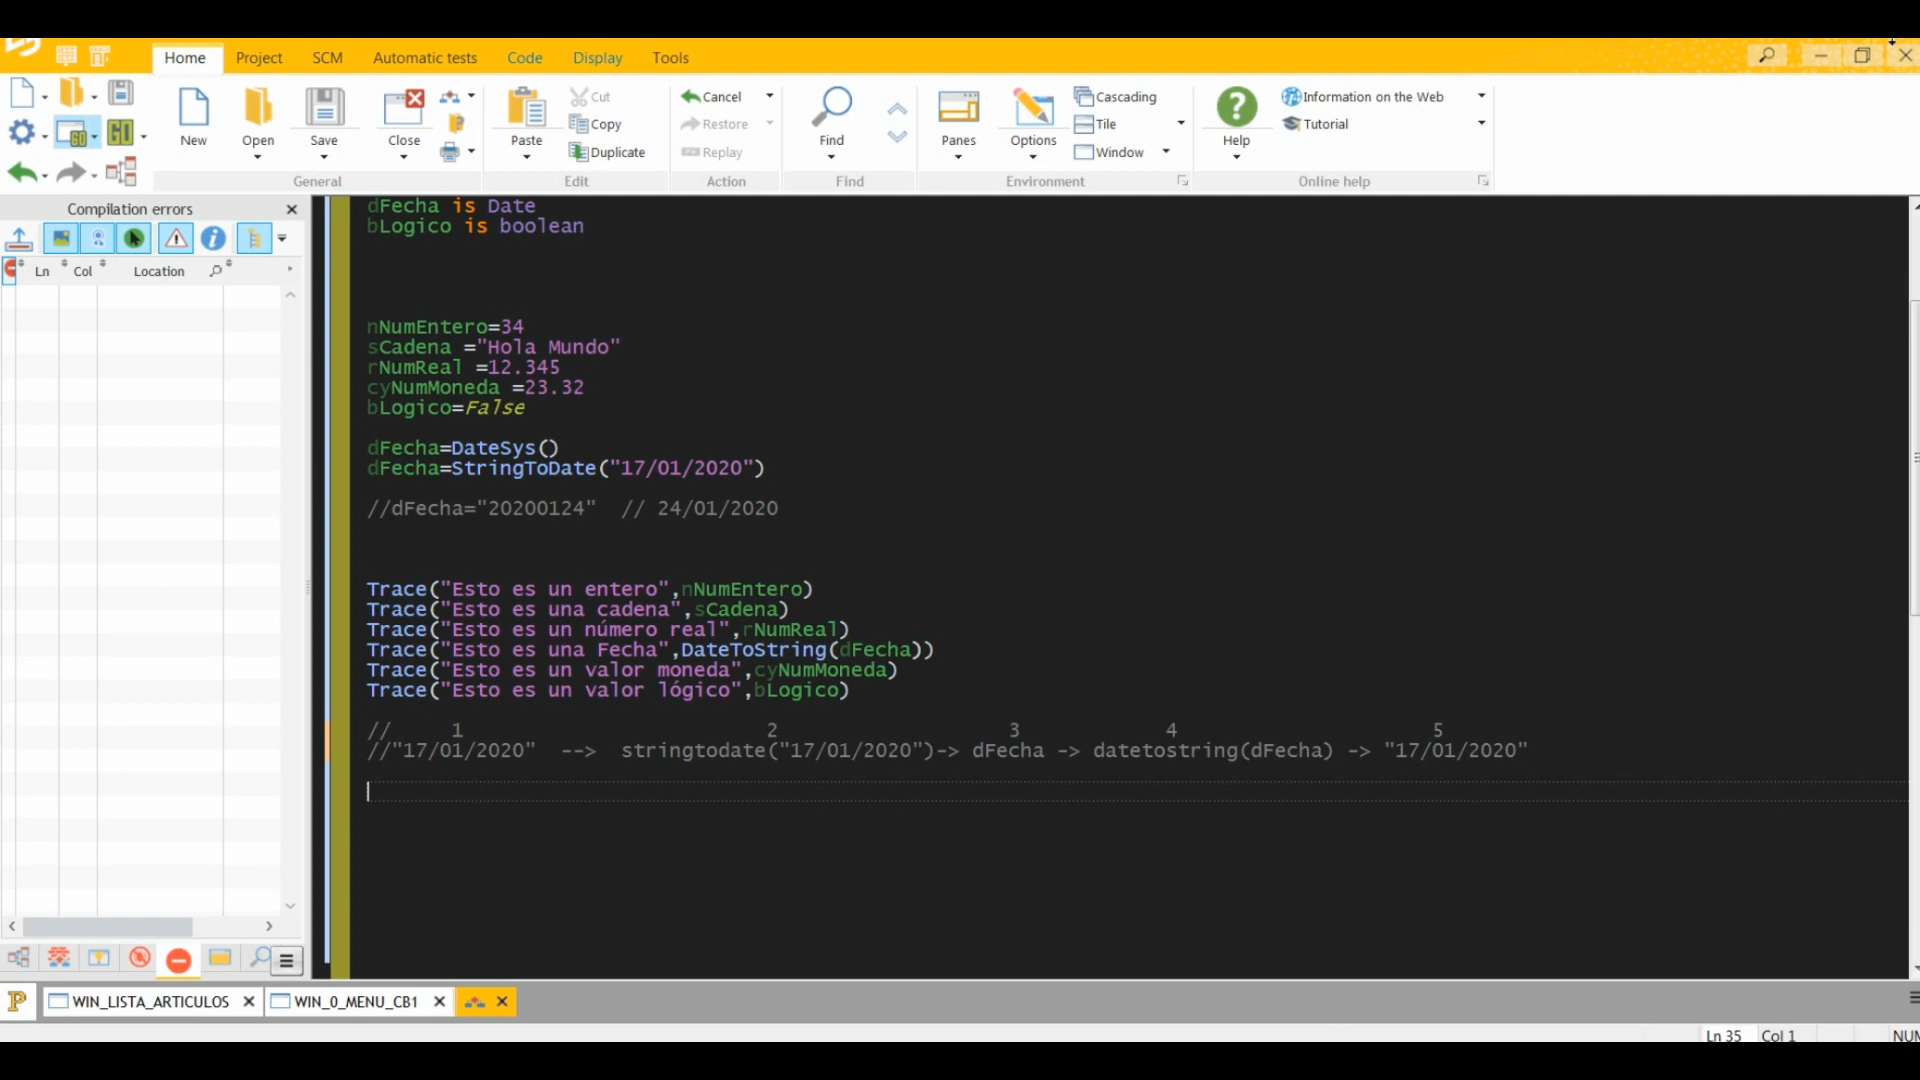 Home Project SCM Automatic tests Code Display Tools
New Open Save Close Paste Cut Copy Duplicate Cancel Restore Replay Find Panes Options Cascading Tile Window Help Information on the Web Tutorial
General Edit Action Find Environment Online help
Compilation errors
Ln Col Location
dFecha is Date
bLogico is boolean
nNumEntero=34
sCadena ="Hola Mundo"
rNumReal =12.345
cyNumMoneda =23.32
bLogico=False
dFecha=DateSys()
dFecha=StringToDate("17/01/2020")
//dFecha="20200124" // 24/01/2020
Trace("Esto es un entero",nNumEntero)
Trace("Esto es una cadena",sCadena)
Trace("Esto es un número real",rNumReal)
Trace("Esto es una Fecha",DateToString(dFecha))
Trace("Esto es un valor moneda",cyNumMoneda)
Trace("Esto es un valor lógico",bLogico)
// 1 2 3 4 5
//"17/01/2020" --> stringtodate("17/01/2020")-> dFecha -> datetostring(dFecha) -> "17/01/2020"
WIN_LISTA_ARTICULOS WIN_0_MENU_CB1
Ln 35 Col 1 NUM